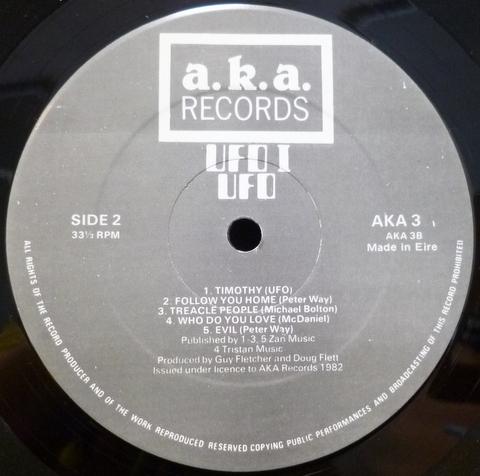 a.k.a.
RECORDS
UFO I
UFO
SIDE 2
33⅓ RPM
AKA 3
AKA 3B
Made in Eire
1. TIMOTHY (UFO)
2. FOLLOW YOU HOME (Peter Way)
3. TREACLE PEOPLE (Michael Bolton)
4. WHO DO YOU LOVE (McDaniel)
5. EVIL (Peter Way)
Published by 1-3, 5 Zan Music
4 Tristan Music
Produced by Guy Fletcher and Doug Flett
Issued under licence to AKA Records 1982
ALL RIGHTS OF THE RECORD PRODUCER AND OF THE WORK REPRODUCED RESERVED COPYING PUBLIC PERFORMANCES AND BROADCASTING OF THIS RECORD PROHIBITED